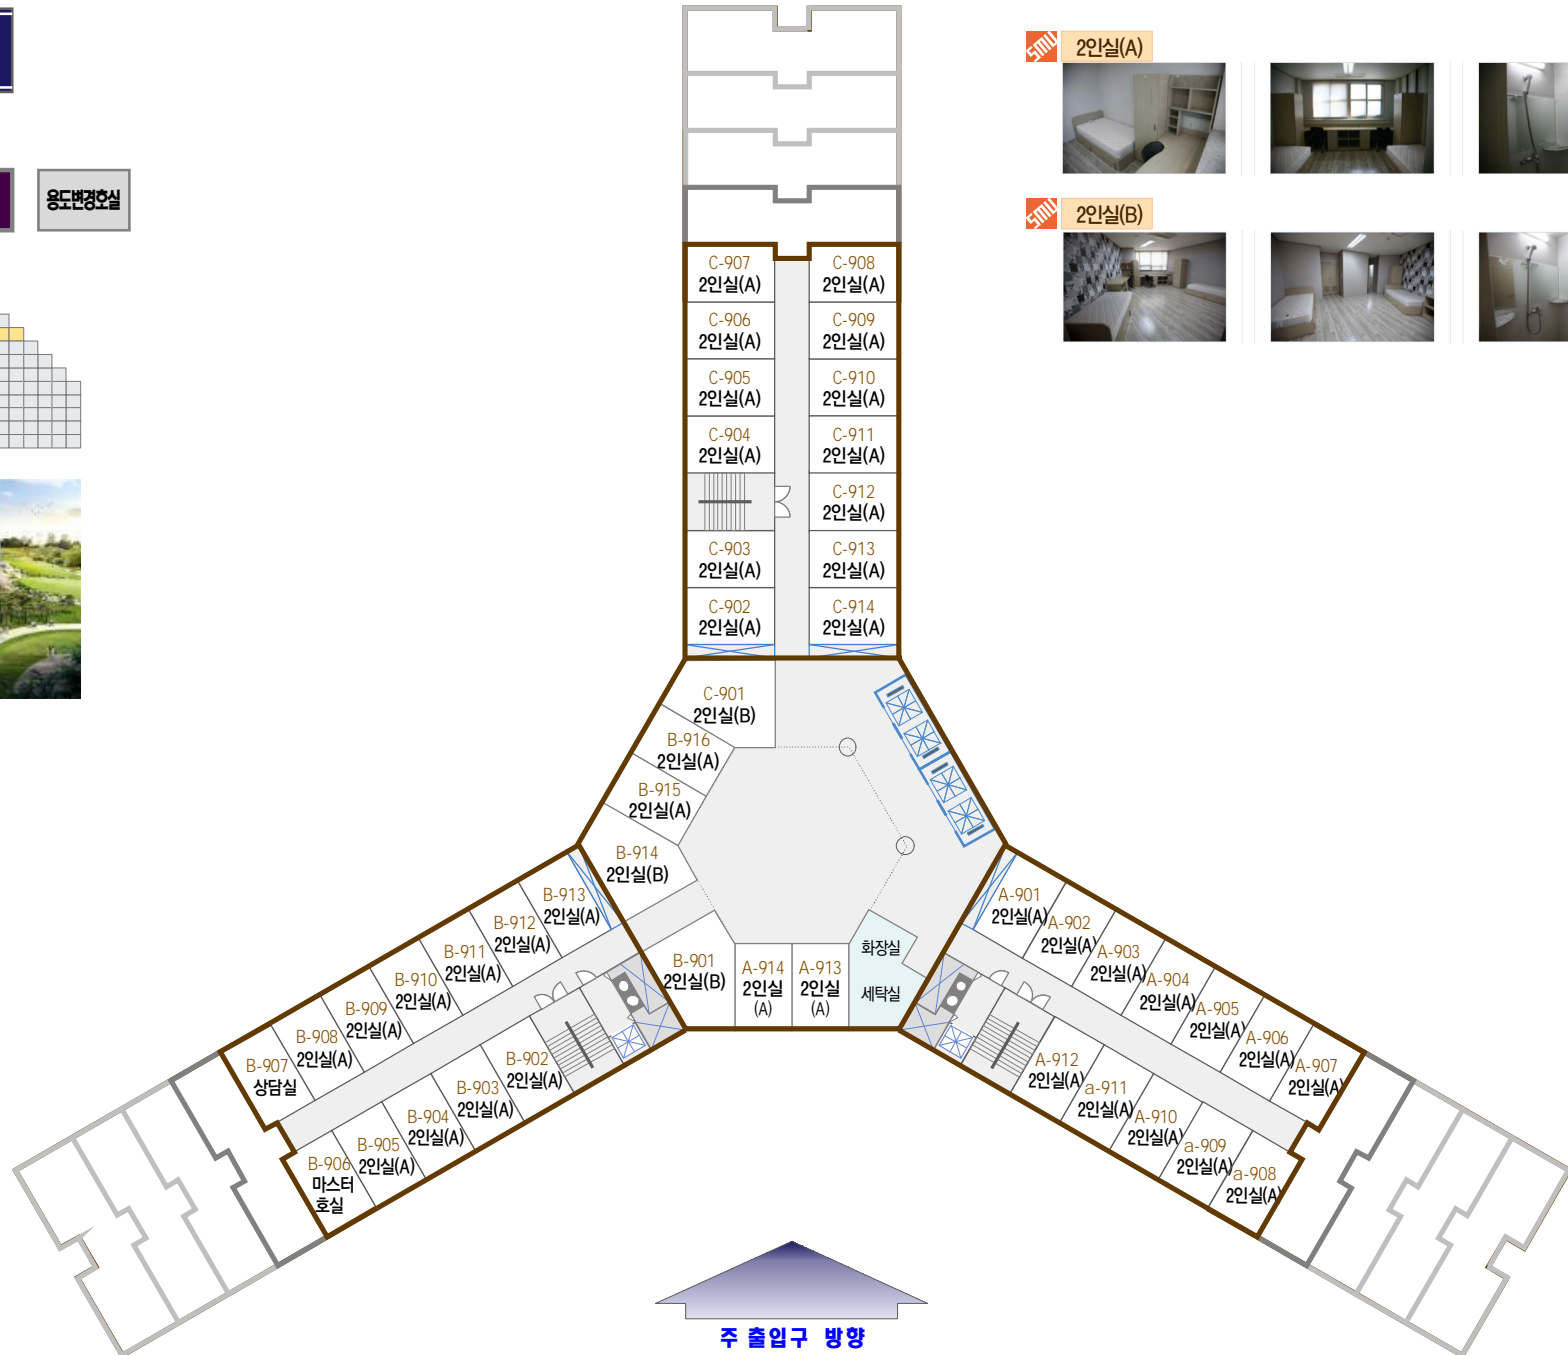 SMU 2인실(A)
용도변경호실
SMU 2인실(B)
C-907
2인실(A)
C-908
2인실(A)
C-906
2인실(A)
C-909
2인실(A)
C-905
2인실(A)
C-910
2인실(A)
C-904
2인실(A)
C-911
2인실(A)
C-912
2인실(A)
C-903
2인실(A)
C-913
2인실(A)
C-902
2인실(A)
C-914
2인실(A)
C-901
2인실(B)
B-916
2인실(A)
B-915
2인실(A)
B-914
2인실(B)
B-913
2인실(A)
B-912
2인실(A)
B-911
2인실(A)
B-910
2인실(A)
B-909
2인실(A)
B-908
2인실(A)
B-907
상담실
B-906
마스터
호실
B-905
2인실(A)
B-904
2인실(A)
B-903
2인실(A)
B-902
2인실(A)
B-901
2인실(B)
A-914
2인실
(A)
A-913
2인실
(A)
화장실
세탁실
A-901
2인실(A)
A-902
2인실(A)
A-903
2인실(A)
A-904
2인실(A)
A-905
2인실(A)
A-906
2인실(A)
A-907
2인실(A)
A-912
2인실(A)
a-911
2인실(A)
A-910
2인실(A)
a-909
2인실(A)
a-908
2인실(A)
주 출입구 방향